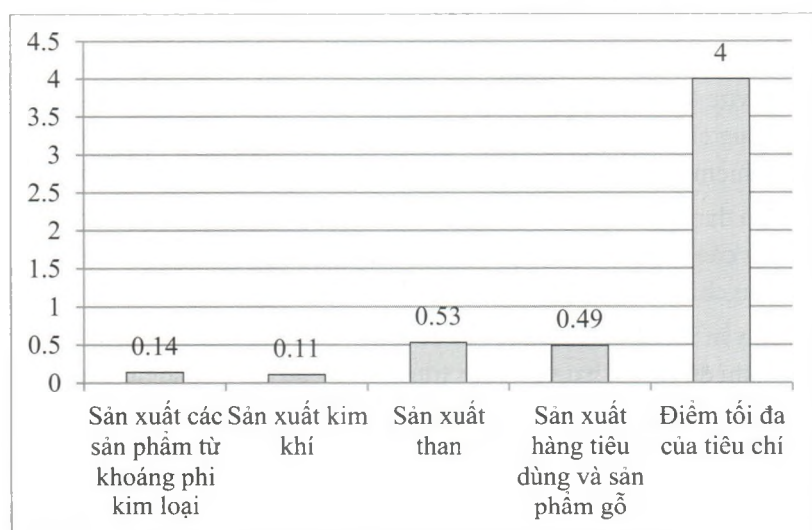 4.5
4
3.5
3
2.5
2
1.5
1
0.5
0
0.14
0.11
0.53
0.49
4
Sản xuất các
sản phẩm từ
khoáng phi
kim loại
Sản xuất kim
khí
Sản xuất
than
Sản xuất
hàng tiêu
dùng và sản
phẩm gỗ
Điểm tối đa
của tiêu chí